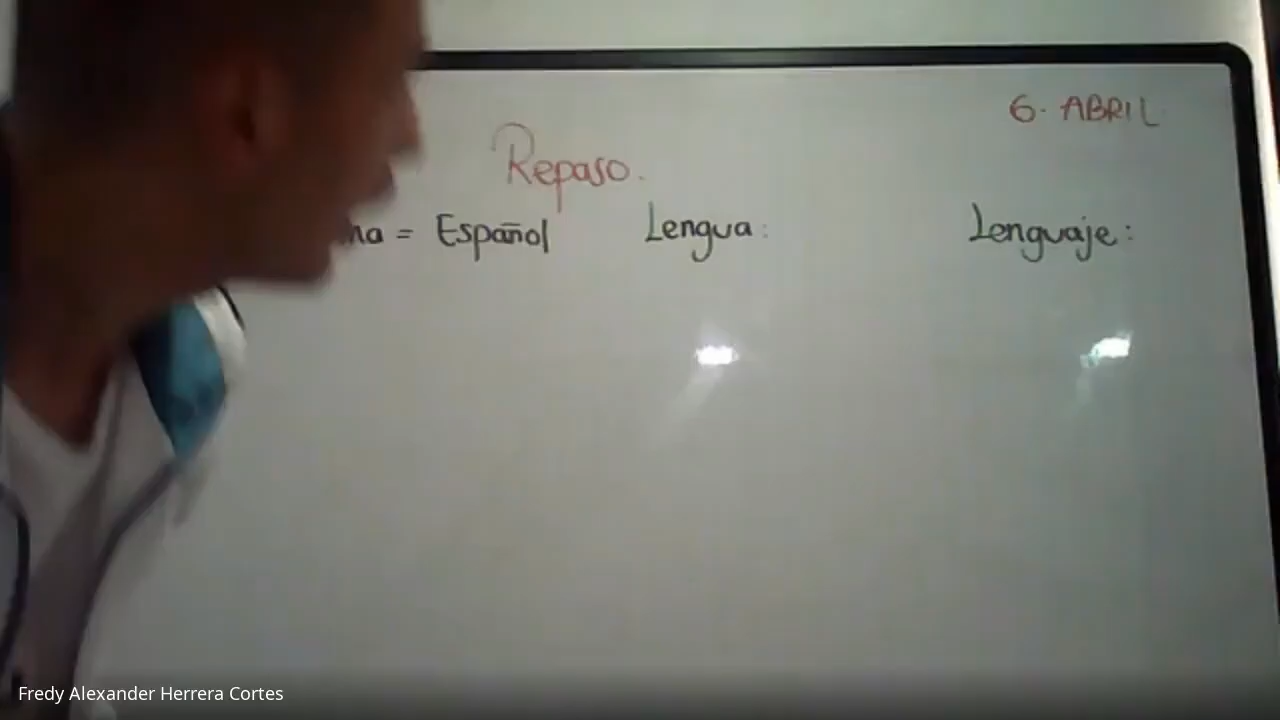 6. ABRIL
Repaso.
= Español Lengua: Lenguaje:
Fredy Alexander Herrera Cortes